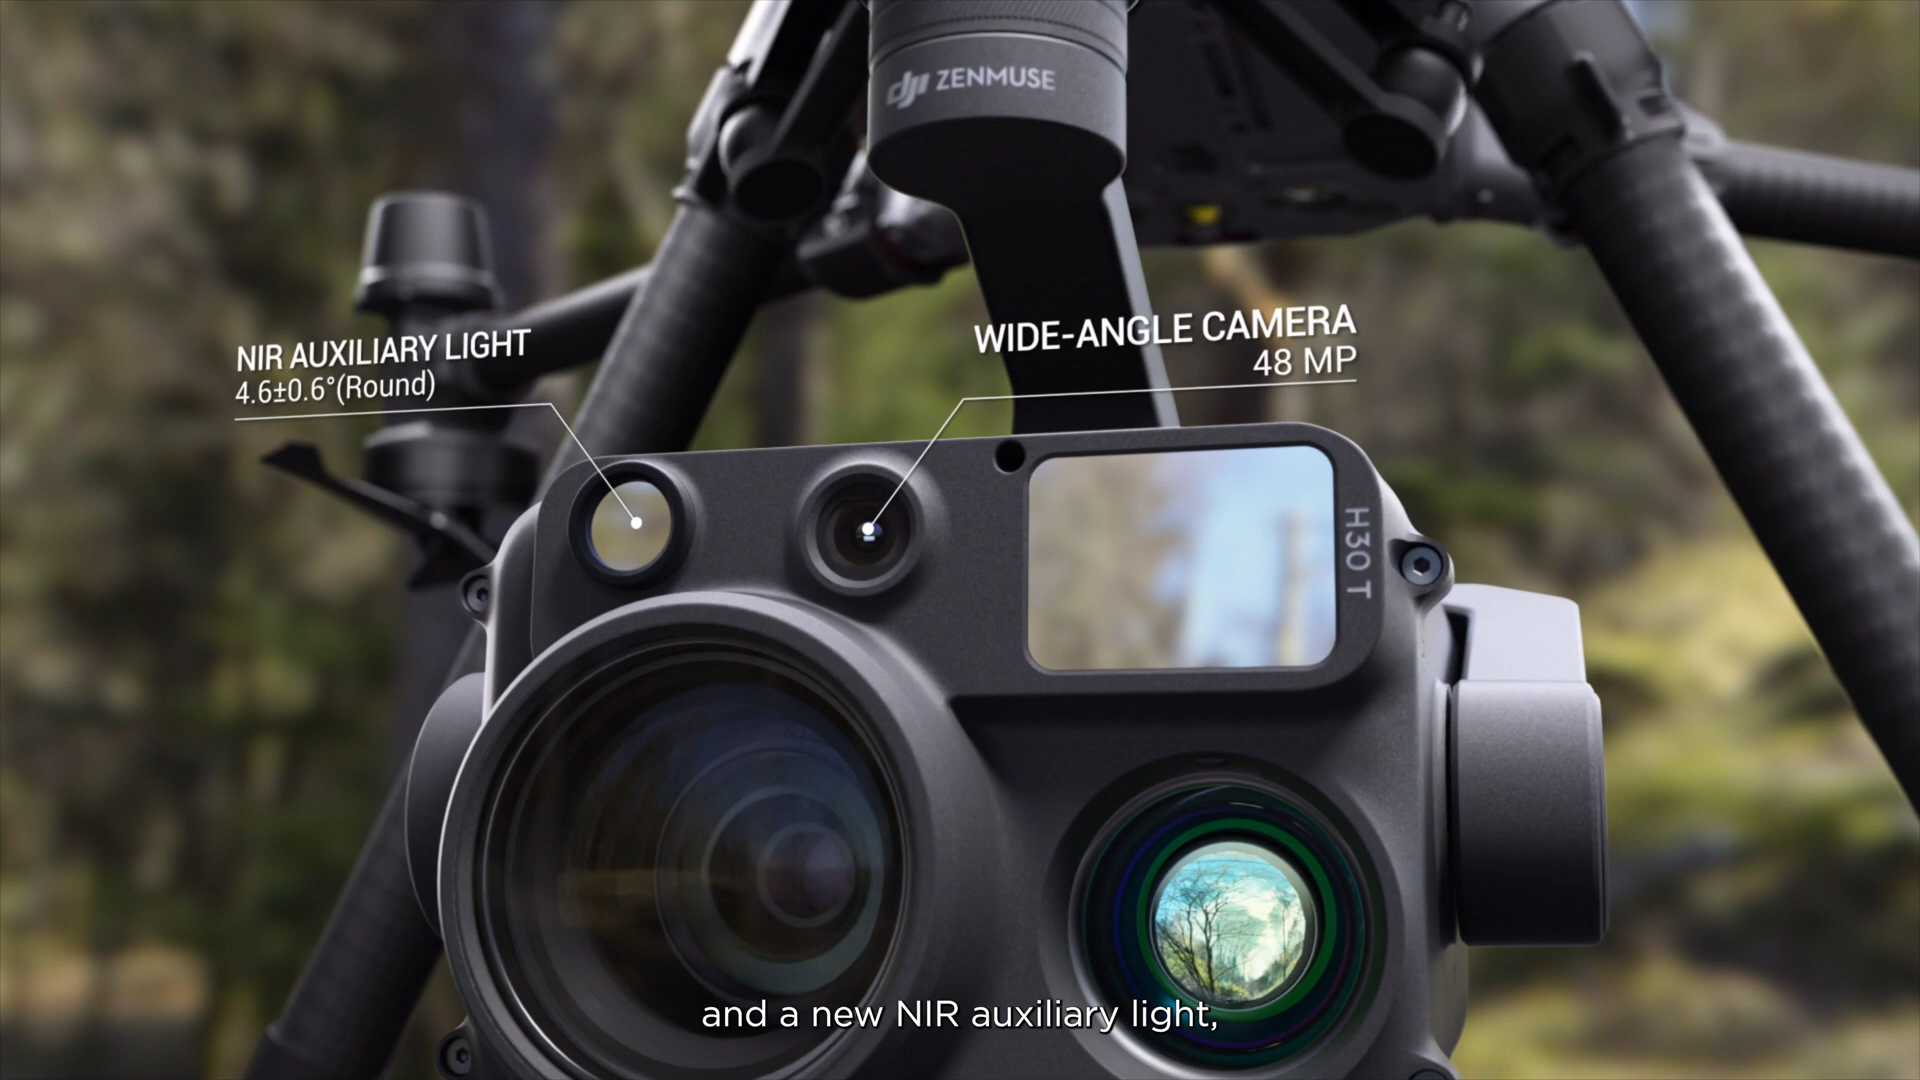 dji ZENMUSE
NIR AUXILIARY LIGHT
4.6±0.6°(Round)
WIDE-ANGLE CAMERA
48 MP
H30T
and a new NIR auxiliary light,